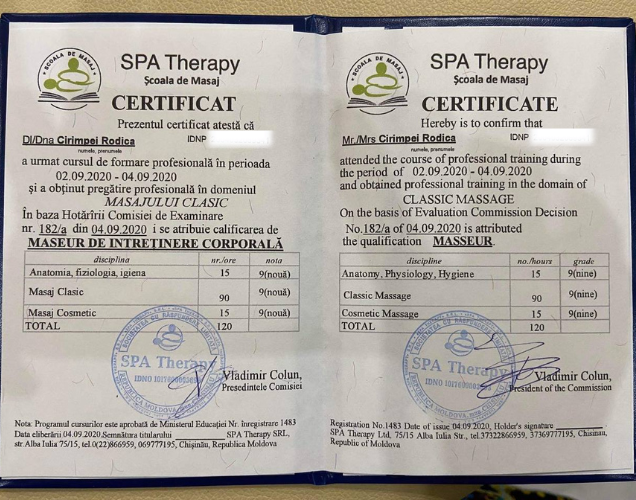 ȘCOALA DE MASAJ
SPA Therapy
Școala de Masaj
CERTIFICAT
Prezentul certificat atestă că
Dl/Dna Cirimpei Rodica IDNP
numele, prenumele
a urmat cursul de formare profesională în perioada
02.09.2020 - 04.09.2020
și a obținut pregătire profesională în domeniul
MASAJULUI CLASIC
În baza Hotărîrii Comisiei de Examinare
nr. 182/a din 04.09.2020 i se atribuie calificarea de
MASEUR DE INTREȚINERE CORPORALĂ
disciplina nr./ore nota
Anatomia, fiziologia, igiena 15 9(nouă)
Masaj Clasic 90 9(nouă)
Masaj Cosmetic 15 9(nouă)
TOTAL 120
SPA Therapy
Vladimir Colun,
Președintele Comisiei
Nota: Programul cursurilor este aprobată de Ministerul Educației Nr. înregistrare 1483
Data eliberării.04.09.2020.Semnătura titularului SPA Therapy SRL,
str.Alba Iulia 75/15, tel.0(22)866959, 069777195, Chișinău, Republica Moldova
ȘCOALA DE MASAJ
SPA Therapy
Școala de Masaj
CERTIFICATE
Hereby is to confirm that
Mr./Mrs Cirimpei Rodica IDNP
numele, prenumele
attended the course of professional training during
the period of 02.09.2020 - 04.09.2020
and obtained professional training in the domean of
CLASSIC MASSAGE
On the basis of Evaluation Commission Decision
No.182/a of 04.09.2020 is attributed
the qualification MASSEUR.
discipline no./hours grade
Anatomy, Physiology, Hygiene 15 9(nine)
Classic Massage 90 9(nine)
Cosmetic Massage 15 9(nine)
TOTAL 120
SPA Therapy
Vladimir Colun,
President of the Commission
Registration No.1483 Date of issue 04.09.2020, Holder's signature
SPA Therapy Ltd, 75/15 Alba Iulia Str., tel.37322866959, 37369777195, Chisinau,
Republic of Moldova